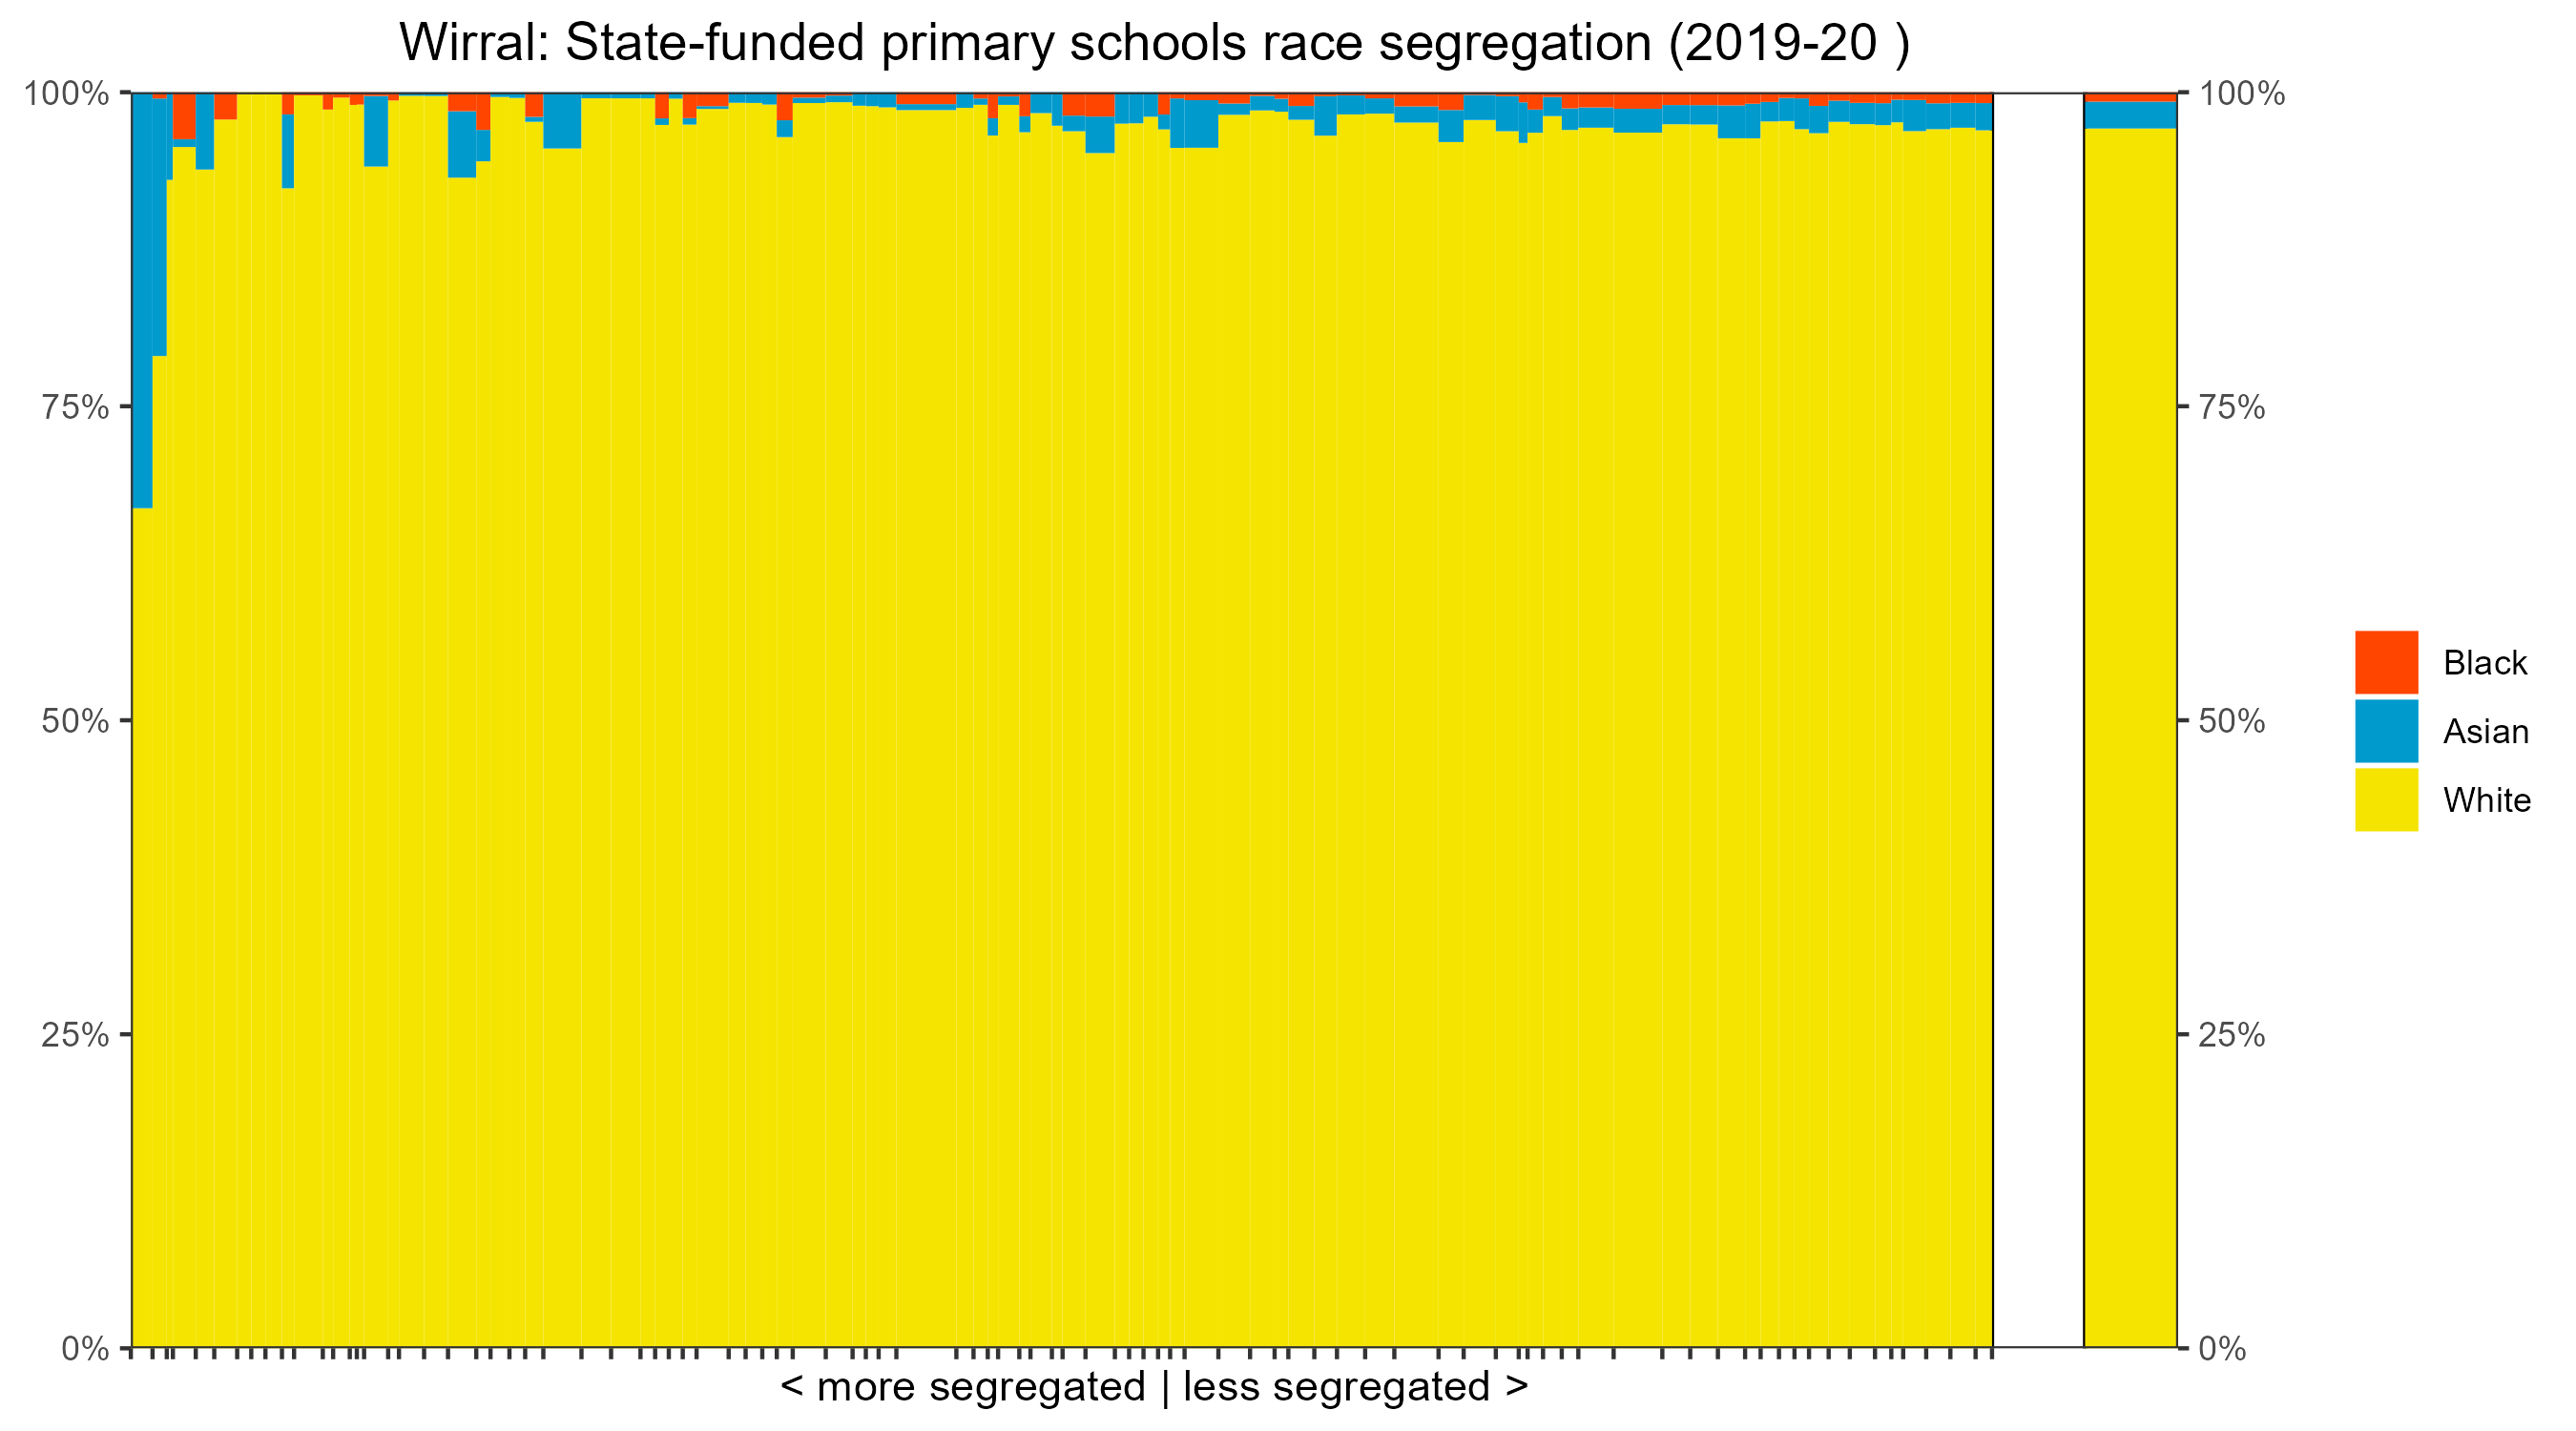 Wirral: State-funded primary schools race segregation (2019-20 )
100%
75%
50%
25%
0%
100%
75%
50%
25%
0%
Black
Asian
White
< more segregated | less segregated >